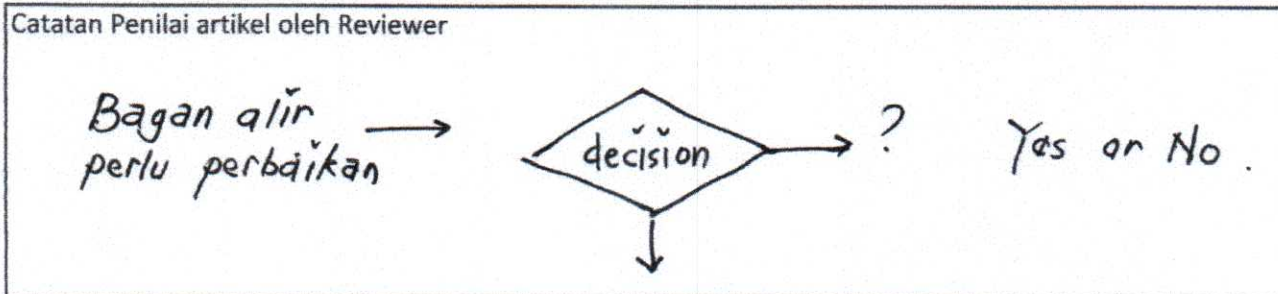 Catatan Penilai artikel oleh Reviewer
Bagan alir
perlu perbaikan
decision
?
Yes or No.